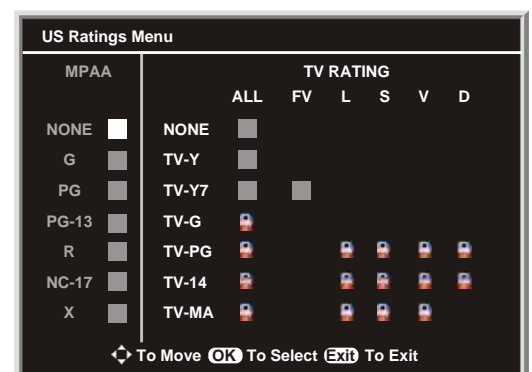 US Ratings Menu
MPAA TV RATING
ALL FV L S V D
NONE NONE
G TV-Y
PG TV-Y7
PG-13 TV-G
R TV-PG
NC-17 TV-14
X TV-MA
To Move OK To Select Exit To Exit